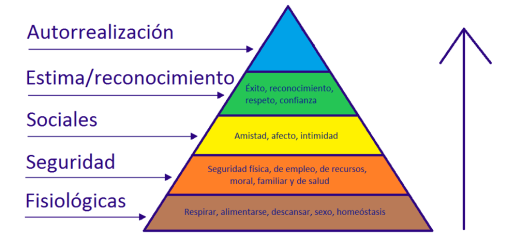 Autorrealización
Estima/reconocimiento
Éxito, reconocimiento,
respeto, confianza
Sociales
Amistad, afecto, intimidad
Seguridad
Seguridad física, de empleo, de recursos,
moral, familiar y de salud
Fisiológicas
Respirar, alimentarse, descansar, sexo, homeóstasis